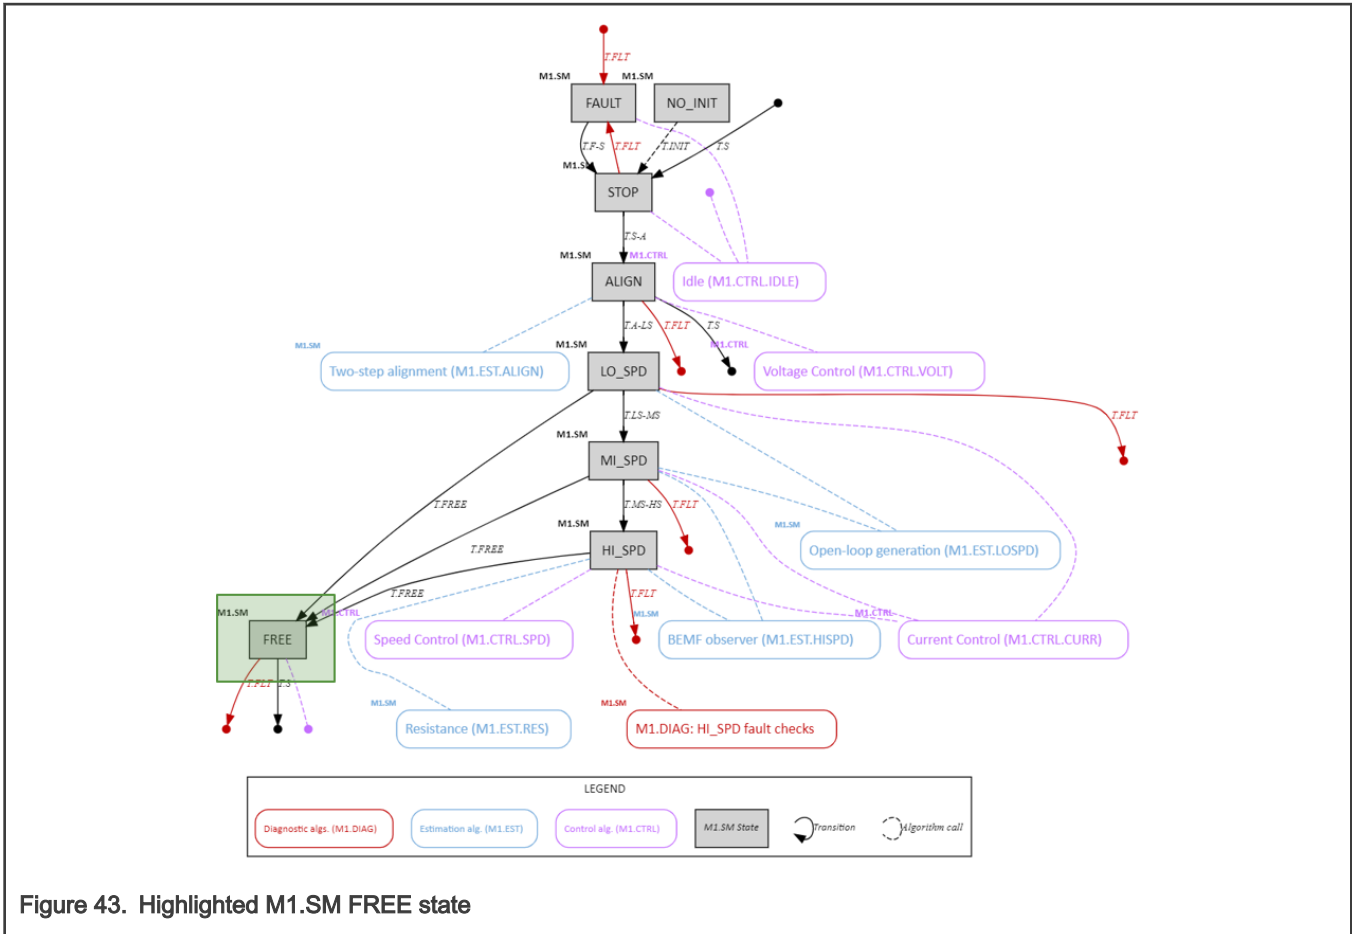 T.FLT
M1.SM
M1.SM
FAULT
NO_INIT
T.F-S
T.FLT
T.INIT
T.S
M1.S
STOP
T.S-A
M1.SM
M1.CTRL
ALIGN
Idle (M1.CTRL.IDLE)
T.A-LS
T.FLT
T.S
M1.SM
M1.SM
M1.CTRL
Two-step alignment (M1.EST.ALIGN)
LO_SPD
Voltage Control (M1.CTRL.VOLT)
T.LS-MS
T.FLT
M1.SM
MI_SPD
T.FREE
T.MS-HS
T.FLT
M1.SM
M1.SM
T.FREE
HI_SPD
Open-loop generation (M1.EST.LOSPD)
T.FREE
T.FLT
M1.SM
M1.CTRL
M1.SM
M1.CTRL
FREE
Speed Control (M1.CTRL.SPD)
BEMF observer (M1.EST.HISPD)
Current Control (M1.CTRL.CURR)
T.FLT
T.S
M1.SM
M1.SM
Resistance (M1.EST.RES)
M1.DIAG: HI_SPD fault checks
LEGEND
Diagnostic algs. (M1.DIAG)
Estimation alg. (M1.EST)
Control alg. (M1.CTRL)
M1.SM State
Transition
Algorithm call
Figure 43. Highlighted M1.SM FREE state